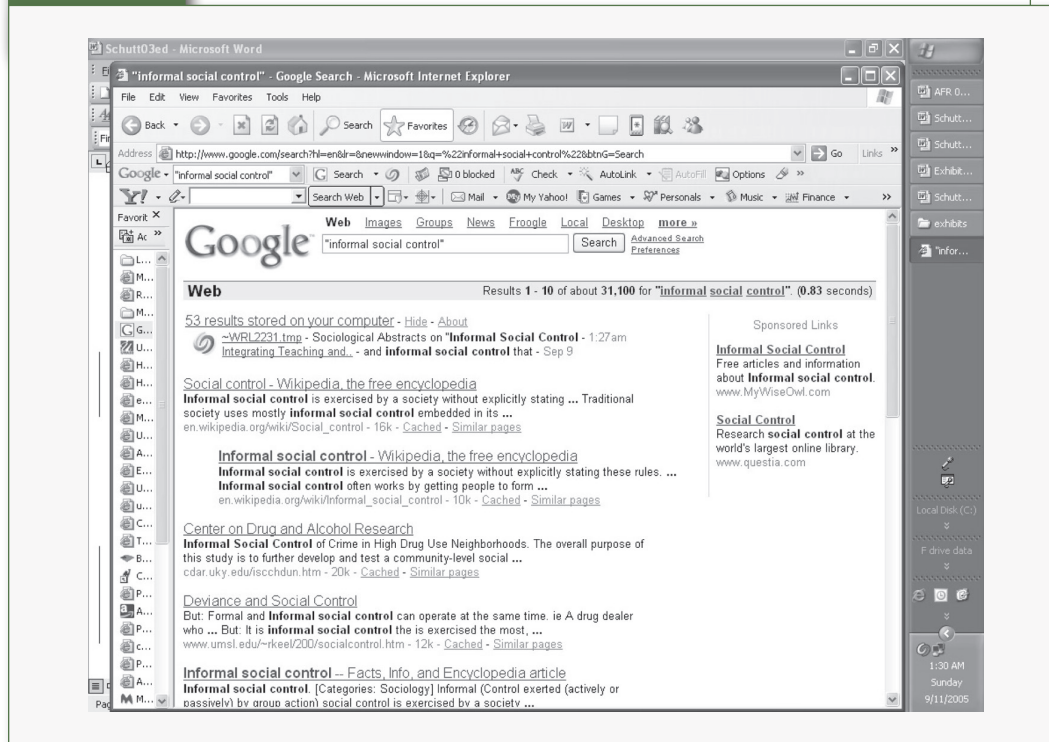 Schutt03ed - Microsoft Word
"informal social control" - Google Search - Microsoft Internet Explorer
File Edit View Favorites Tools Help
Back Search Favorites
Address http://www.google.com/search?hl=en&lr=&newwindow=1&q=%22informal+social+control%22&btnG=Search Go Links »
Google "informal social control" G Search 0 blocked Check AutoLink AutoFill Options »
Y! Search Web Mail My Yahoo! Games Personals Music Finance »
Favorit ×
Ac »
L...
M...
R...
M...
G...
U...
H...
H...
e...
M...
U...
A...
E...
U...
u...
C...
T...
B...
C...
P...
A...
P...
c...
P...
A...
M...
Web Images Groups News Froogle Local Desktop more »
Google™ "informal social control" Search Advanced Search
Preferences
Web Results 1 - 10 of about 31,100 for "informal social control". (0.83 seconds)
53 results stored on your computer - Hide - About
~WRL2231.tmp - Sociological Abstracts on "Informal Social Control - 1:27am
Integrating Teaching and.. - and informal social control that - Sep 9
Social control - Wikipedia, the free encyclopedia
Informal social control is exercised by a society without explicitly stating ... Traditional
society uses mostly informal social control embedded in its ...
en.wikipedia.org/wiki/Social_control - 16k - Cached - Similar pages
Informal social control - Wikipedia, the free encyclopedia
Informal social control is exercised by a society without explicitly stating these rules. ...
Informal social control often works by getting people to form ...
en.wikipedia.org/wiki/Informal_social_control - 10k - Cached - Similar pages
Center on Drug and Alcohol Research
Informal Social Control of Crime in High Drug Use Neighborhoods. The overall purpose of
this study is to further develop and test a community-level social ...
cdar.uky.edu/iscchdun.htm - 20k - Cached - Similar pages
Deviance and Social Control
But: Formal and Informal social control can operate at the same time. ie A drug dealer
who ... But: It is informal social control the is exercised the most, ...
www.umsl.edu/~rkeel/200/socialcontrol.htm - 12k - Cached - Similar pages
Informal social control -- Facts, Info, and Encyclopedia article
Informal social control. [Categories: Sociology] Informal (Control exerted (actively or
passively) by group action) social control is exercised by a society ...
Sponsored Links
Informal Social Control
Free articles and information
about Informal social control.
www.MyWiseOwl.com
Social Control
Research social control at the
world's largest online library.
www.questia.com
AFR 0...
Schutt...
Schutt...
Exhibit...
Schutt...
exhibits
"infor...
Local Disk (C:)
F drive data
1:30 AM
Sunday
9/11/2005